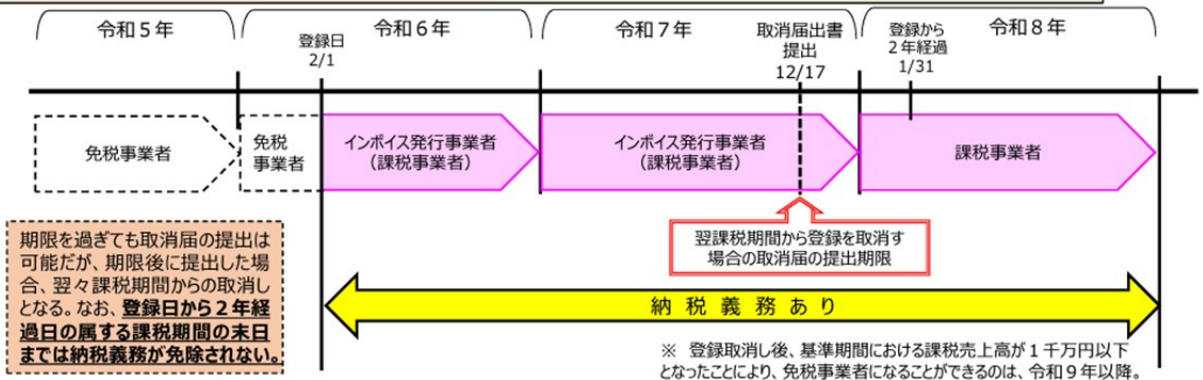 令和５年
令和６年
令和７年
令和８年
登録日
2/1
取消届出書
提出
12/17
登録から
２年経過
1/31
免税事業者
免税
事業者
インボイス発行事業者
（課税事業者）
インボイス発行事業者
（課税事業者）
課税事業者
翌課税期間から登録を取消す
場合の取消届の提出期限
期限を過ぎても取消届の提出は
可能だが、期限後に提出した場
合、翌々課税期間からの取消し
となる。なお、登録日から２年経
過日の属する課税期間の末日
までは納税義務が免除されない。
納税義務あり
※ 登録取消し後、基準期間における課税売上高が１千万円以下
となったことにより、免税事業者になることができるのは、令和９年以降。